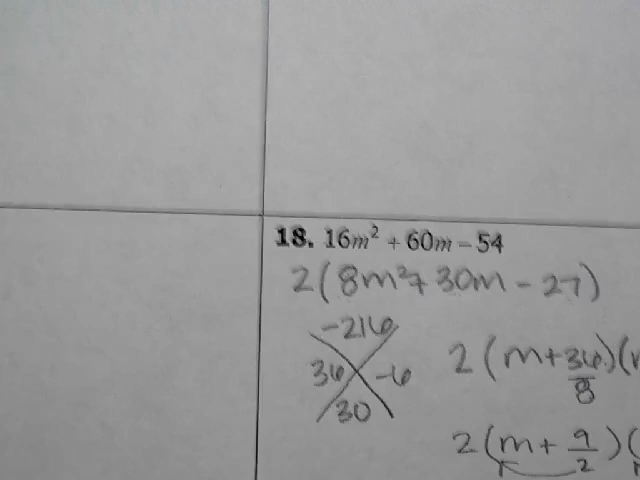 18. 16m² + 60m − 54
2(8m² + 30m − 27)
−216
36 −6
30
2(m + 36/8)(
2(m + 9/2)(